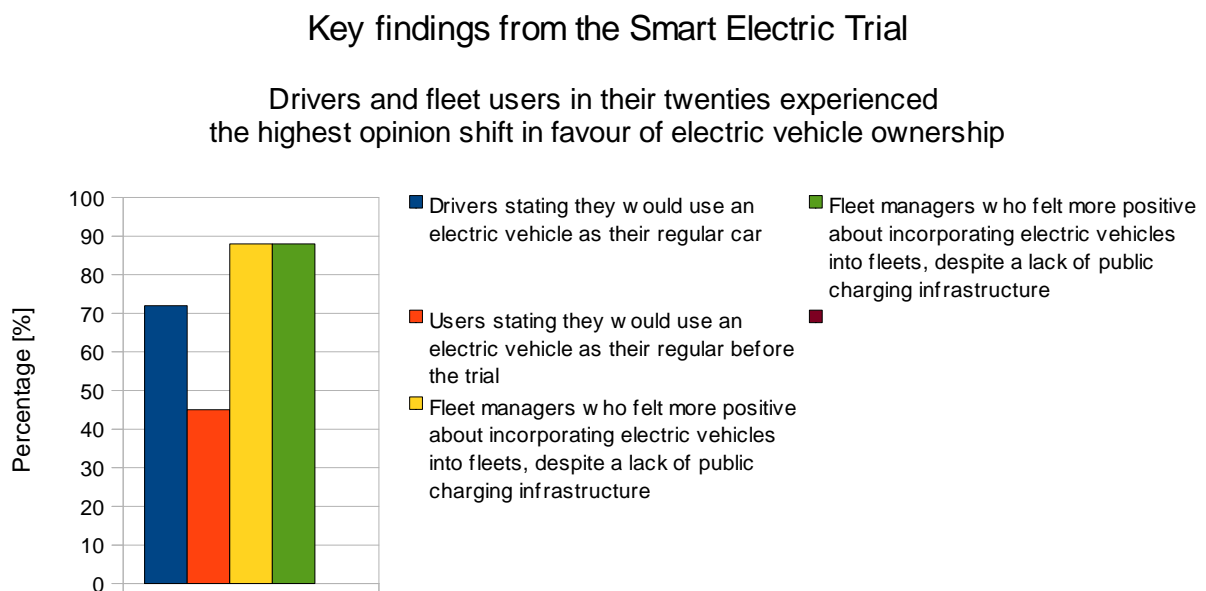 Key findings from the Smart Electric Trial
Drivers and fleet users in their twenties experienced
the highest opinion shift in favour of electric vehicle ownership
Percentage [%]
100
90
80
70
60
50
40
30
20
10
0
Drivers stating they would use an
electric vehicle as their regular car
Users stating they would use an
electric vehicle as their regular before
the trial
Fleet managers who felt more positive
about incorporating electric vehicles
into fleets, despite a lack of public
charging infrastructure
Fleet managers who felt more positive
about incorporating electric vehicles
into fleets, despite a lack of public
charging infrastructure